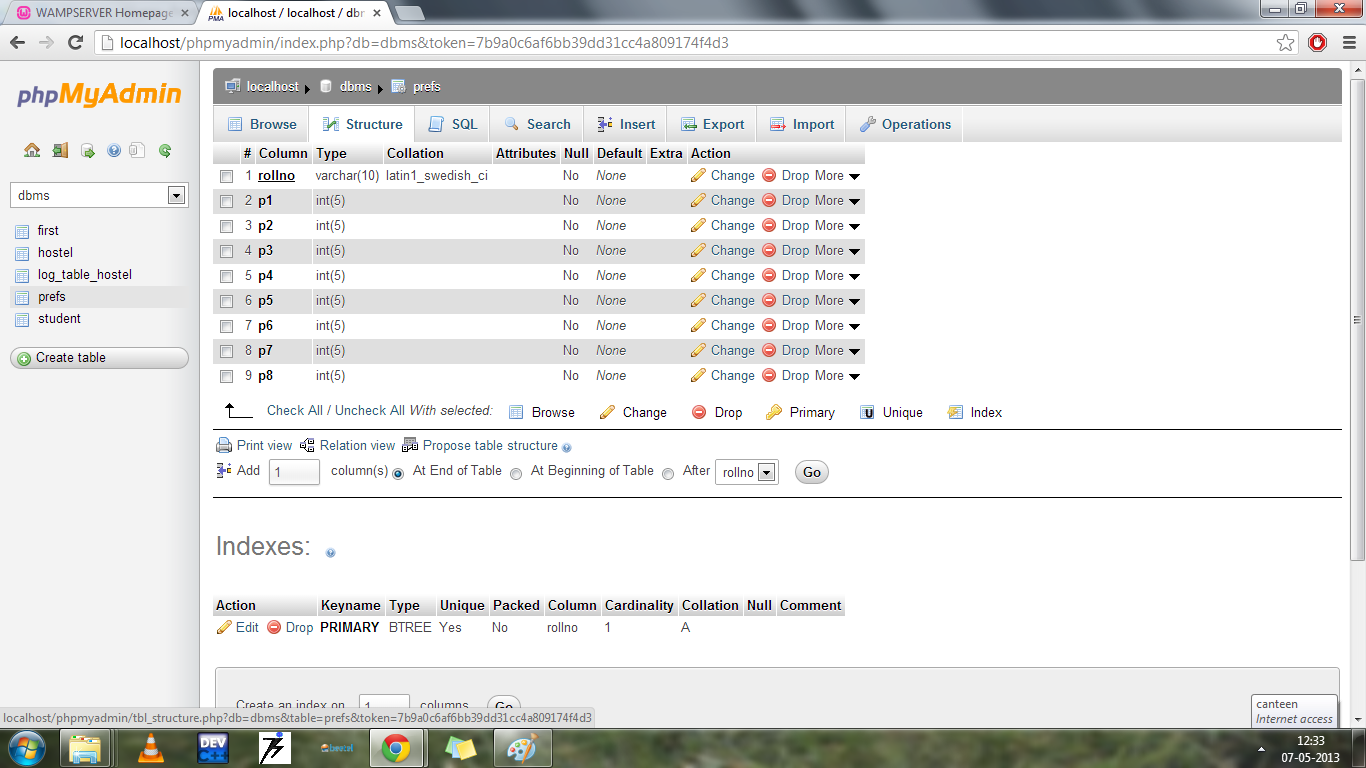 WAMPSERVER Homepage
localhost / localhost / dbm
localhost/phpmyadmin/index.php?db=dbms&token=7b9a0c6af6bb39dd31cc4a809174f4d3
phpMyAdmin
localhost dbms prefs
Browse Structure SQL Search Insert Export Import Operations
dbms
first
hostel
log_table_hostel
prefs
student
Create table
# Column Type Collation Attributes Null Default Extra Action
1 rollno varchar(10) latin1_swedish_ci No None Change Drop More
2 p1 int(5) No None Change Drop More
3 p2 int(5) No None Change Drop More
4 p3 int(5) No None Change Drop More
5 p4 int(5) No None Change Drop More
6 p5 int(5) No None Change Drop More
7 p6 int(5) No None Change Drop More
8 p7 int(5) No None Change Drop More
9 p8 int(5) No None Change Drop More
Check All / Uncheck All With selected: Browse Change Drop Primary Unique Index
Print view Relation view Propose table structure
Add 1 column(s) At End of Table At Beginning of Table After rollno Go
Indexes:
Action Keyname Type Unique Packed Column Cardinality Collation Null Comment
Edit Drop PRIMARY BTREE Yes No rollno 1 A
Create an index on 1 columns Go
localhost/phpmyadmin/tbl_structure.php?db=dbms&table=prefs&token=7b9a0c6af6bb39dd31cc4a809174f4d3
canteen
Internet access
DEV
C++
12:33
07-05-2013